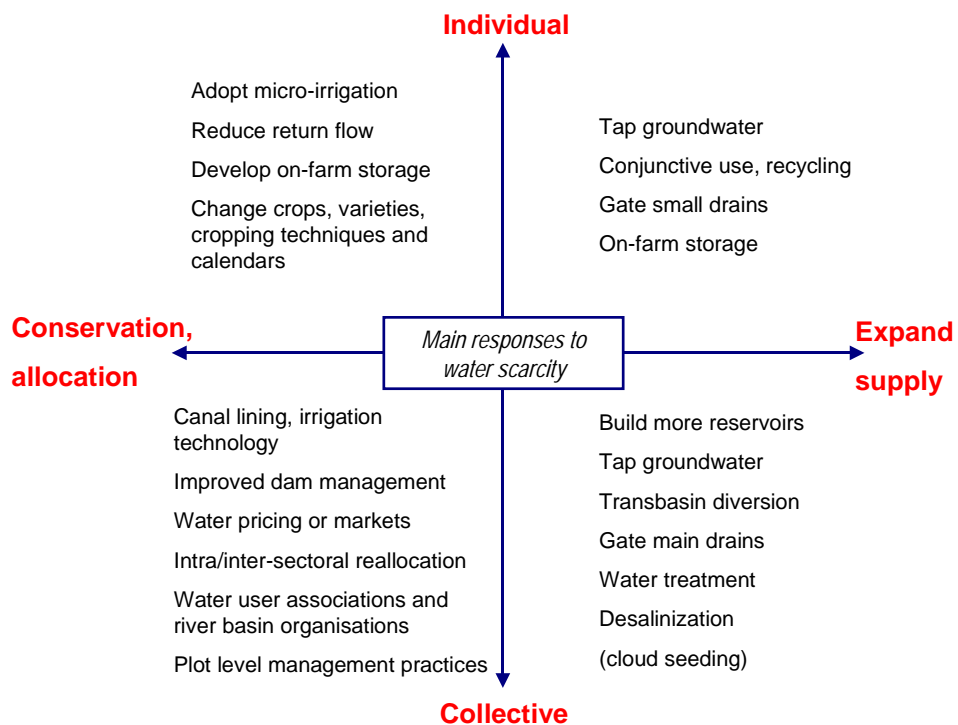 Individual
Adopt micro-irrigation
Reduce return flow
Develop on-farm storage
Change crops, varieties,
cropping techniques and
calendars
Tap groundwater
Conjunctive use, recycling
Gate small drains
On-farm storage
Conservation,
allocation
Main responses to
water scarcity
Expand
supply
Canal lining, irrigation
technology
Improved dam management
Water pricing or markets
Intra/inter-sectoral reallocation
Water user associations and
river basin organisations
Plot level management practices
Build more reservoirs
Tap groundwater
Transbasin diversion
Gate main drains
Water treatment
Desalinization
(cloud seeding)
Collective